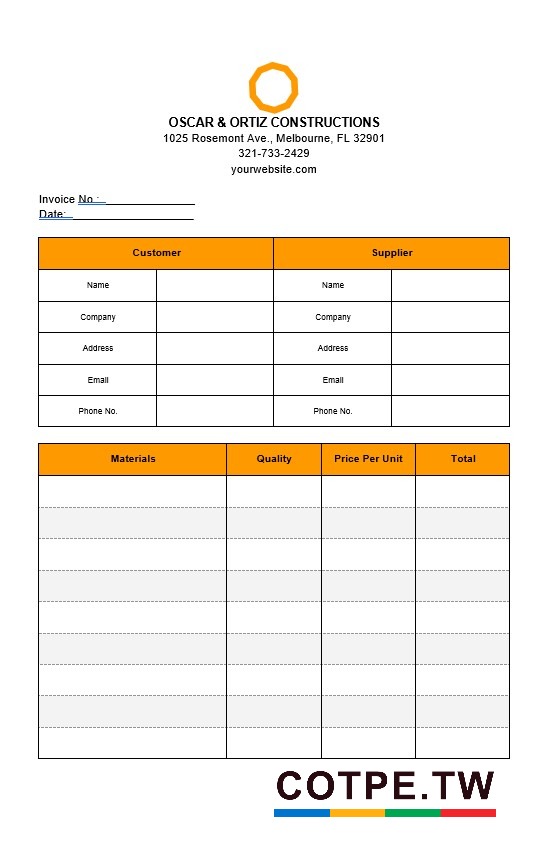 OSCAR & ORTIZ CONSTRUCTIONS
1025 Rosemont Ave., Melbourne, FL 32901
321-733-2429
yourwebsite.com
Invoice No.: _______________
Date: ____________________
Customer Supplier
Name Name
Company Company
Address Address
Email Email
Phone No. Phone No.
Materials Quality Price Per Unit Total
COTPE.TW